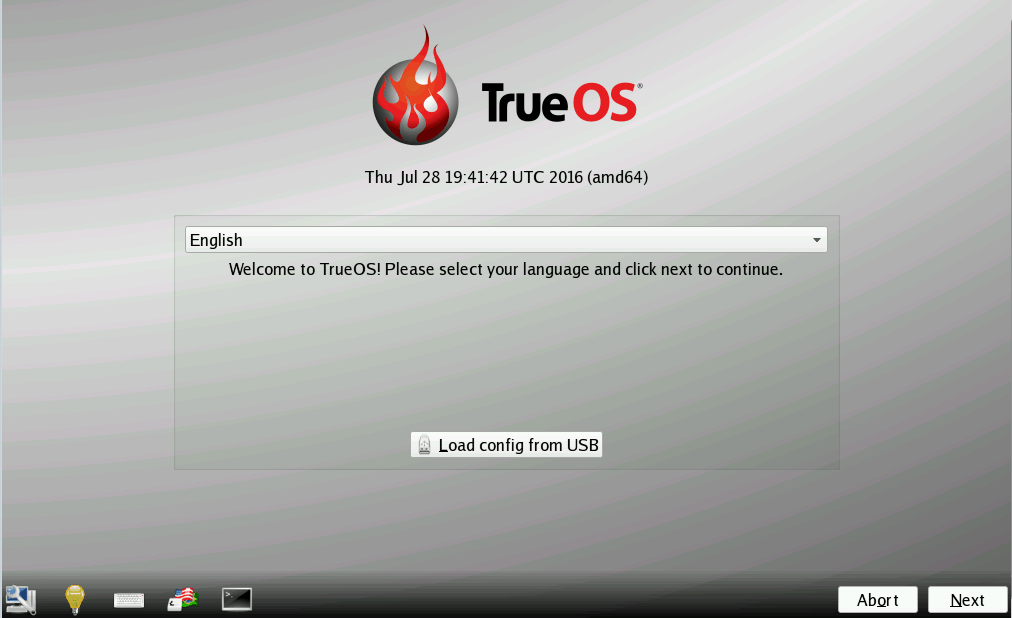 TrueOS®
Thu Jul 28 19:41:42 UTC 2016 (amd64)
English
Welcome to TrueOS! Please select your language and click next to continue.
Load config from USB
Abort
Next